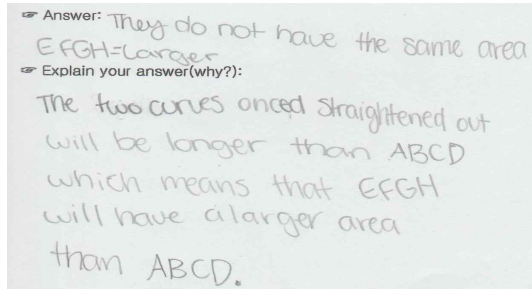 ☞ Answer: They do not have the same area
EFGH=Larger
☞ Explain your answer(why?):
The two curves onced straightened out
will be longer than ABCD
which means that EFGH
will have a larger area
than ABCD.